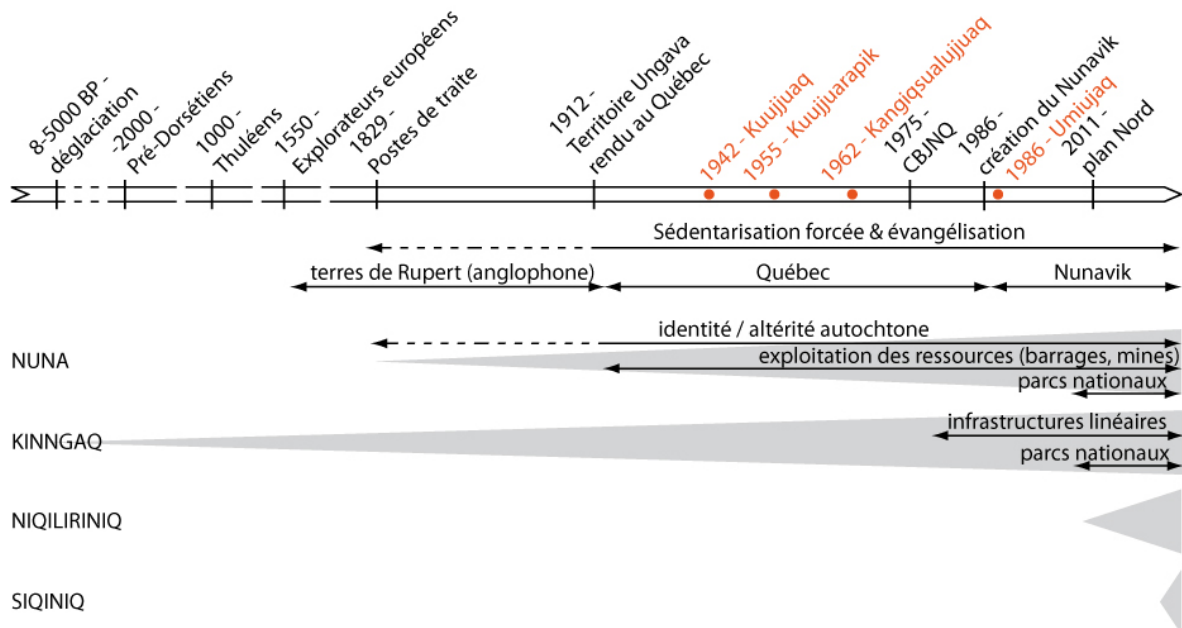 8-5000 BP -
déglaciation
-2000 -
Pré-Dorsétiens
1000 -
Thuléens
1550-
Explorateurs européens
1829-
Postes de traite
1912 -
Territoire Ungava
rendu au Québec
1942 - Kuujjuaq
1955 - Kuujjuarapik
1962 - Kangiqsualujjuaq
1975 -
CBJNQ
1986 -
création du Nunavik
1986 - Umiujaq
2011 -
plan Nord
Sédentarisation forcée & évangélisation
terres de Rupert (anglophone)
Québec
Nunavik
identité / altérité autochtone
NUNA
exploitation des ressources (barrages, mines)
parcs nationaux
infrastructures linéaires
KINNGAQ
parcs nationaux
NIQILIRINIQ
SIQINIQ